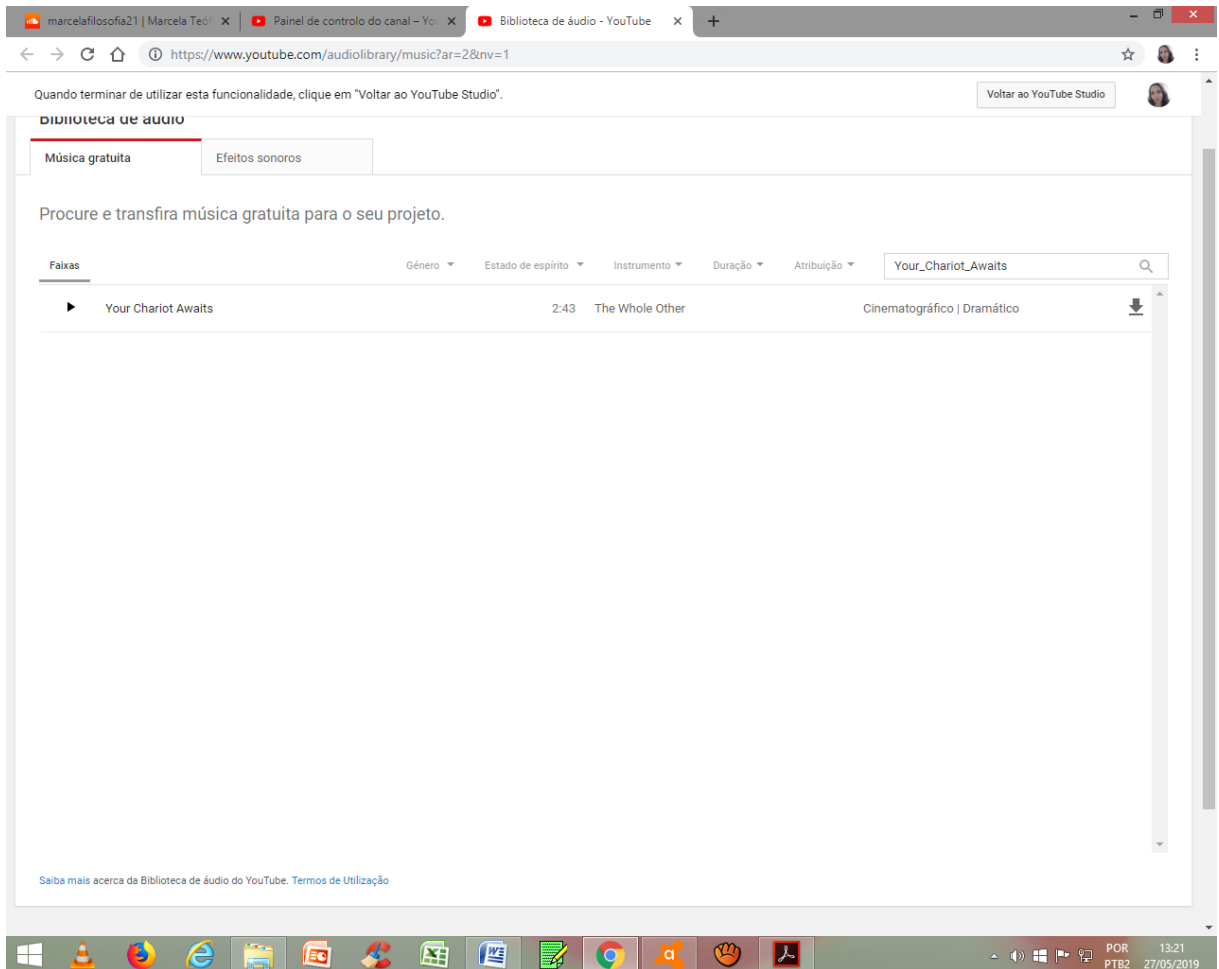 marcelafilosofia21 | Marcela Teóf
Painel de controlo do canal – You
Biblioteca de áudio - YouTube
https://www.youtube.com/audiolibrary/music?ar=2&nv=1
Quando terminar de utilizar esta funcionalidade, clique em "Voltar ao YouTube Studio".
Voltar ao YouTube Studio
Biblioteca de áudio
Música gratuita
Efeitos sonoros
Procure e transfira música gratuita para o seu projeto.
Faixas Género Estado de espírito Instrumento Duração Atribuição Your_Chariot_Awaits
Your Chariot Awaits 2:43 The Whole Other Cinematográfico | Dramático
Saiba mais acerca da Biblioteca de áudio do YouTube. Termos de Utilização
POR 13:21
PTB2 27/05/2019